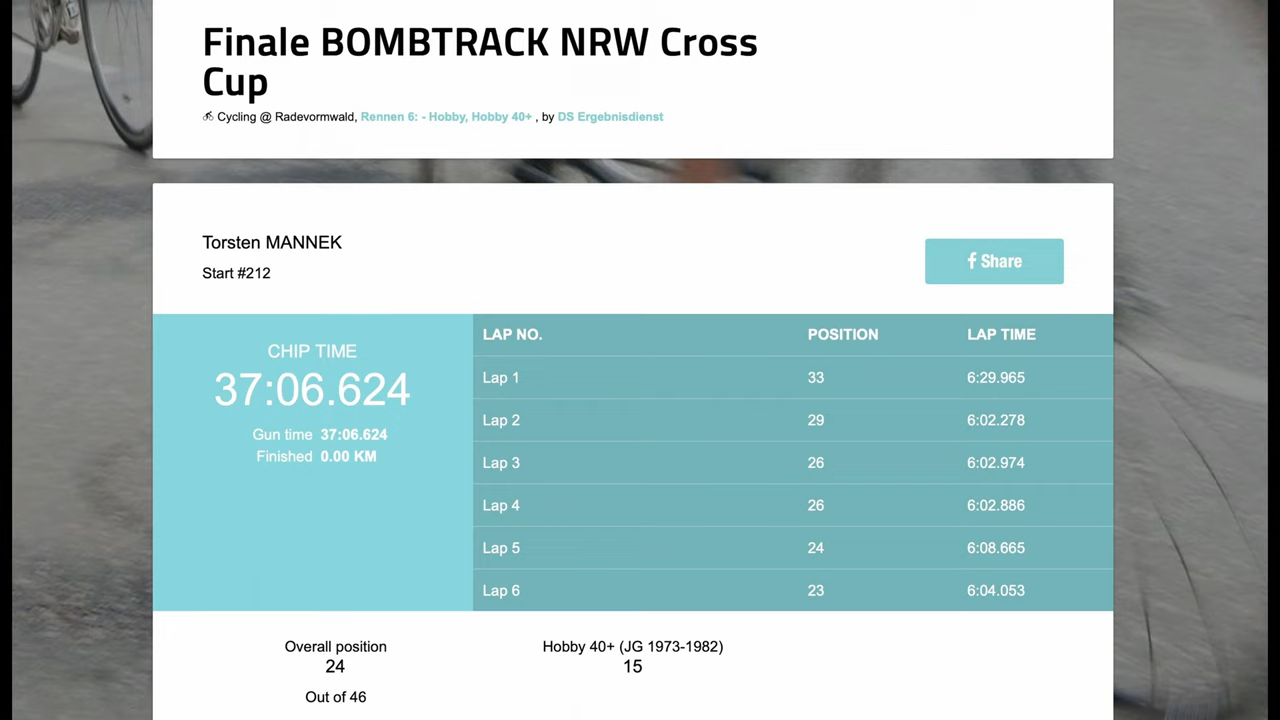 Finale BOMBTRACK NRW Cross
Cup
Cycling @ Radevormwald, Rennen 6: - Hobby, Hobby 40+ , by DS Ergebnisdienst
Torsten MANNEK
Start #212
Share
CHIP TIME
37:06.624
Gun time 37:06.624
Finished 0.00 KM
LAP NO. POSITION LAP TIME
Lap 1 33 6:29.965
Lap 2 29 6:02.278
Lap 3 26 6:02.974
Lap 4 26 6:02.886
Lap 5 24 6:08.665
Lap 6 23 6:04.053
Overall position
24
Out of 46
Hobby 40+ (JG 1973-1982)
15